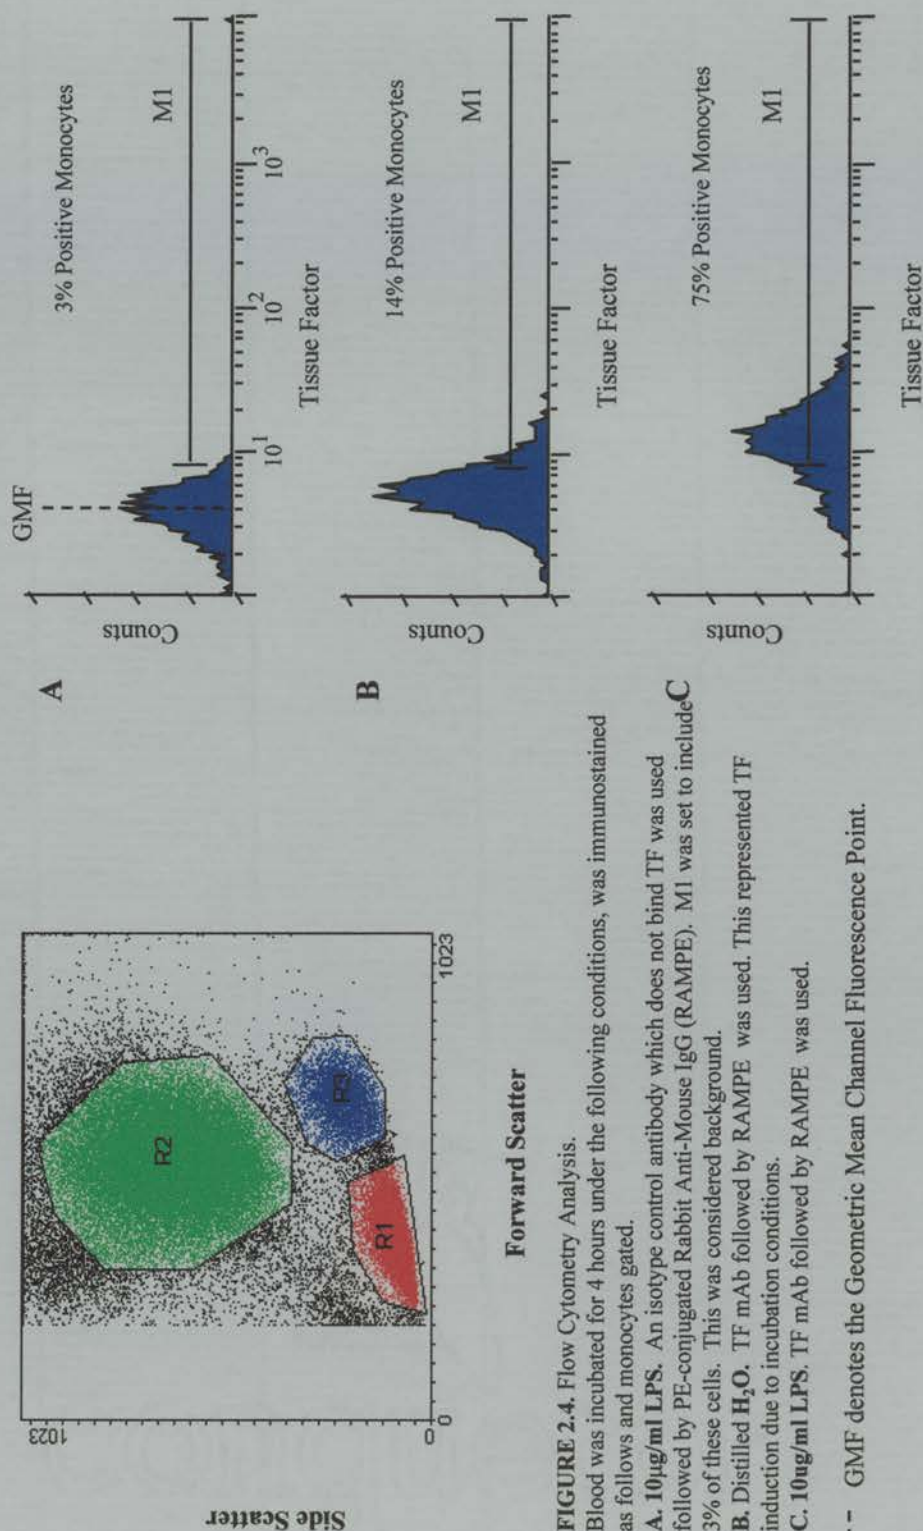 Side Scatter
1023
0
R2
R3
R1
0
1023
Forward Scatter
A
Counts
GMF
3% Positive Monocytes
M1
10¹
10²
10³
Tissue Factor
B
Counts
14% Positive Monocytes
M1
Tissue Factor
C
Counts
75% Positive Monocytes
M1
Tissue Factor
FIGURE 2.4. Flow Cytometry Analysis.
Blood was incubated for 4 hours under the following conditions, was immunostained
as follows and monocytes gated.
A. 10µg/ml LPS. An isotype control antibody which does not bind TF was used
followed by PE-conjugated Rabbit Anti-Mouse IgG (RAMPE). M1 was set to include
3% of these cells. This was considered background.
B. Distilled H₂O. TF mAb followed by RAMPE was used. This represented TF
induction due to incubation conditions.
C. 10ug/ml LPS. TF mAb followed by RAMPE was used.
- GMF denotes the Geometric Mean Channel Fluorescence Point.